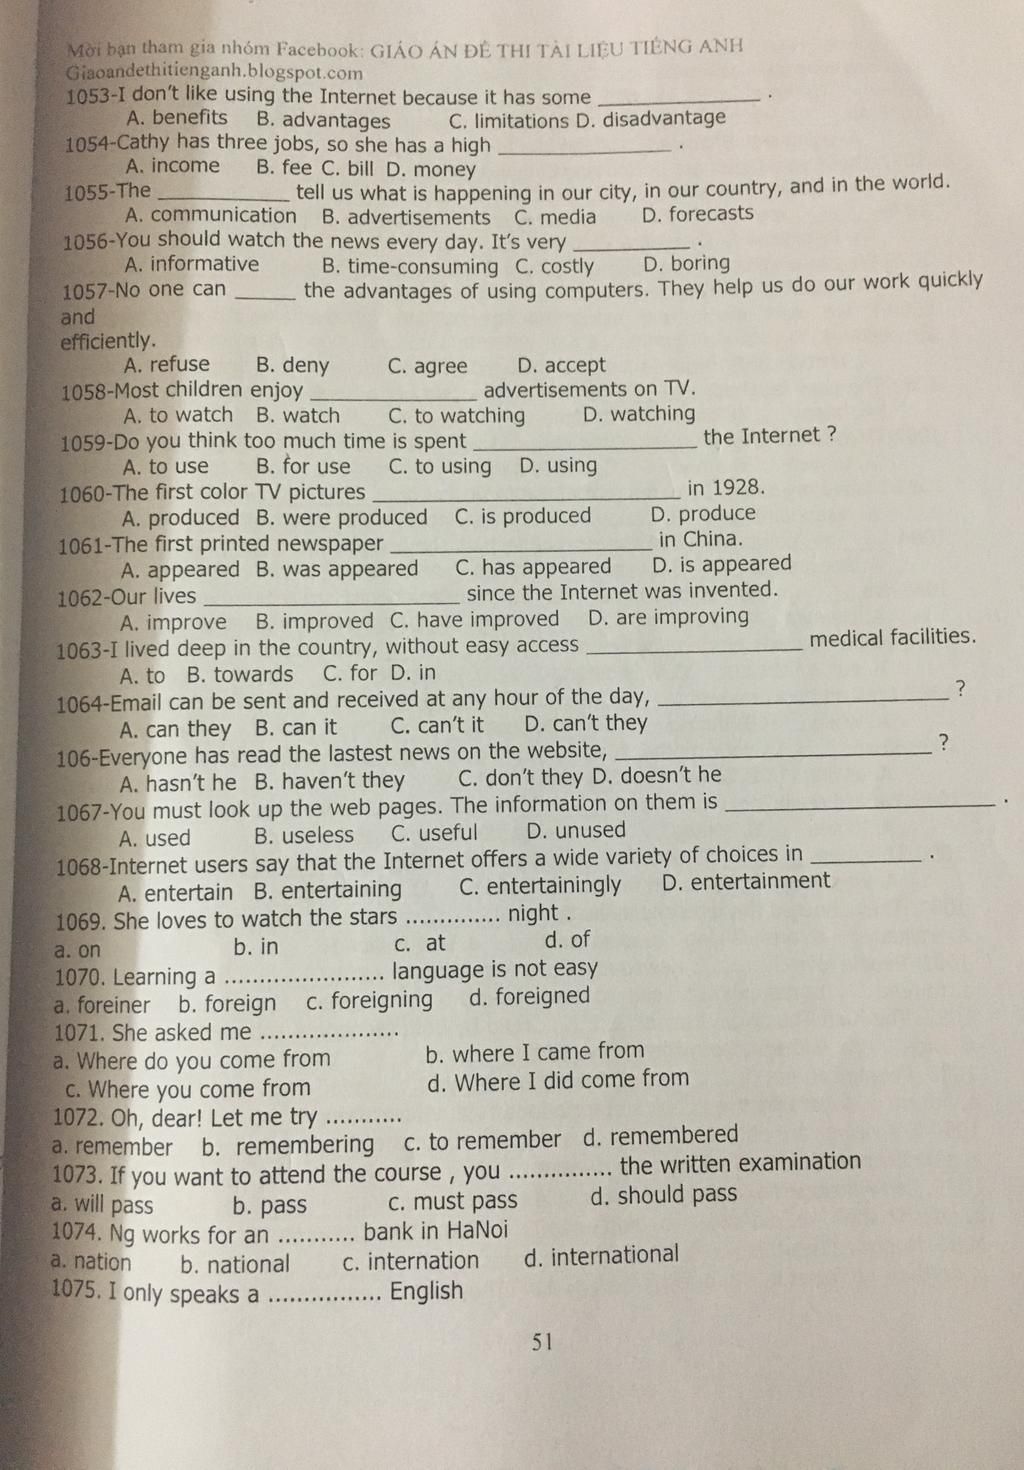 Mời bạn tham gia nhóm Facebook: GIÁO ÁN ĐỀ THI TÀI LIỆU TIẾNG ANH
Giaoandethitienganh.blogspot.com
1053-I don't like using the Internet because it has some ____________ .
A. benefits B. advantages C. limitations D. disadvantage
1054-Cathy has three jobs, so she has a high ____________ .
A. income B. fee C. bill D. money
1055-The ____________ tell us what is happening in our city, in our country, and in the world.
A. communication B. advertisements C. media D. forecasts
1056-You should watch the news every day. It's very __________ .
A. informative B. time-consuming C. costly D. boring
1057-No one can _____ the advantages of using computers. They help us do our work quickly
and
efficiently.
A. refuse B. deny C. agree D. accept
1058-Most children enjoy ______________ advertisements on TV.
A. to watch B. watch C. to watching D. watching
1059-Do you think too much time is spent __________________ the Internet ?
A. to use B. for use C. to using D. using
1060-The first color TV pictures _________________________ in 1928.
A. produced B. were produced C. is produced D. produce
1061-The first printed newspaper _____________________ in China.
A. appeared B. was appeared C. has appeared D. is appeared
1062-Our lives _____________________ since the Internet was invented.
A. improve B. improved C. have improved D. are improving
1063-I lived deep in the country, without easy access _________________ medical facilities.
A. to B. towards C. for D. in
1064-Email can be sent and received at any hour of the day, _______________________ ?
A. can they B. can it C. can't it D. can't they
106-Everyone has read the lastest news on the website, _________________________ ?
A. hasn't he B. haven't they C. don't they D. doesn't he
1067-You must look up the web pages. The information on them is ______________________ .
A. used B. useless C. useful D. unused
1068-Internet users say that the Internet offers a wide variety of choices in _________ .
A. entertain B. entertaining C. entertainingly D. entertainment
1069. She loves to watch the stars .............. night .
a. on b. in c. at d. of
1070. Learning a ........................ language is not easy
a. foreiner b. foreign c. foreigning d. foreigned
1071. She asked me .....................
a. Where do you come from b. where I came from
c. Where you come from d. Where I did come from
1072. Oh, dear! Let me try ...........
a. remember b. remembering c. to remember d. remembered
1073. If you want to attend the course , you ............... the written examination
a. will pass b. pass c. must pass d. should pass
1074. Ng works for an ........... bank in HaNoi
a. nation b. national c. internation d. international
1075. I only speaks a ................. English
51